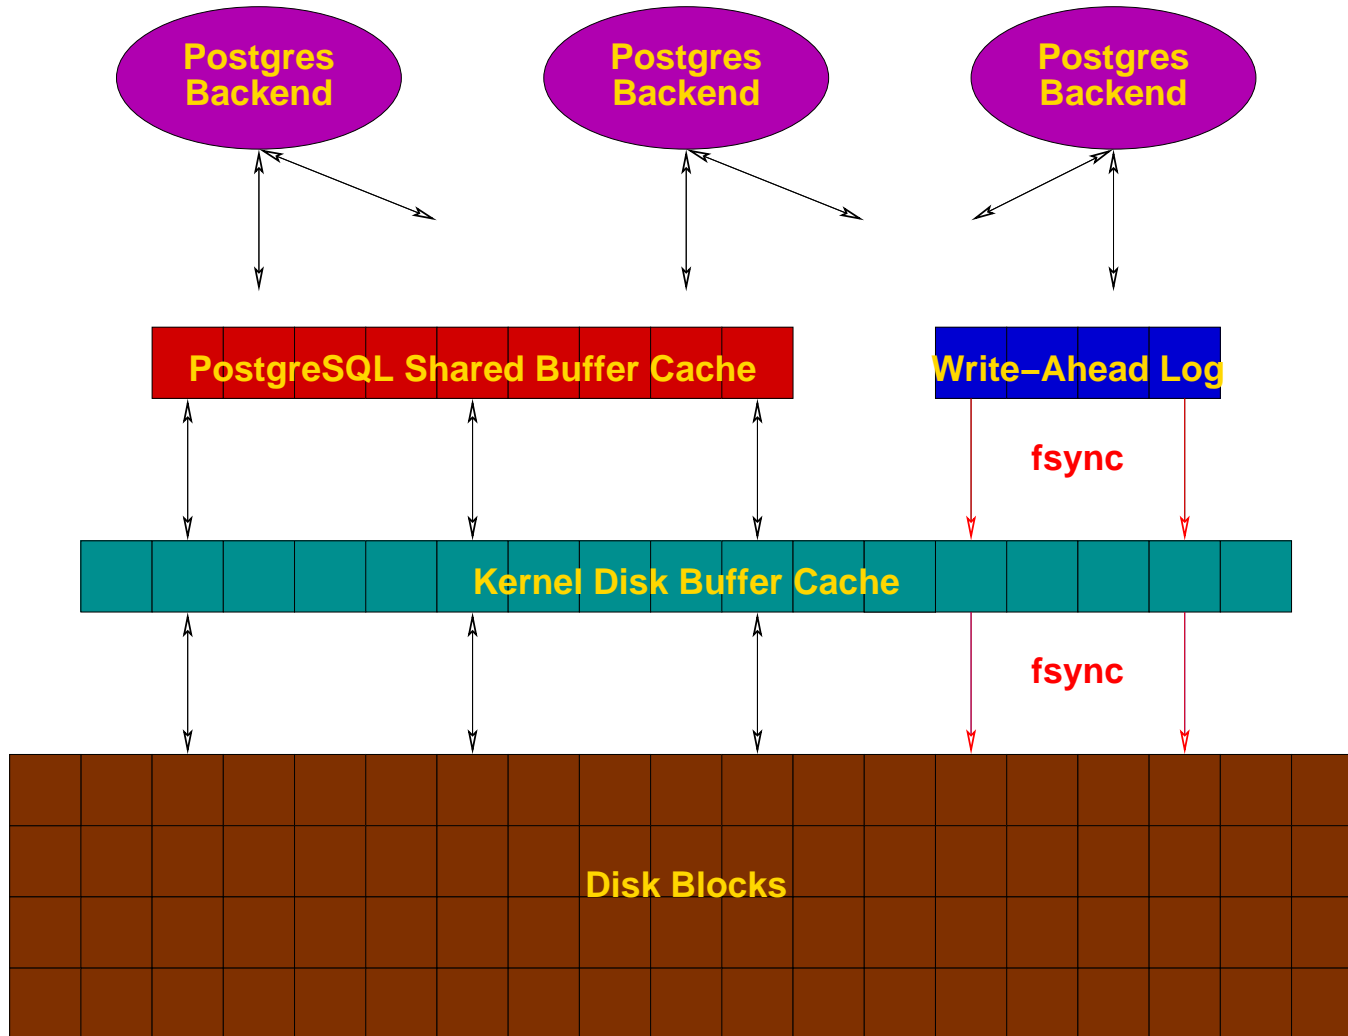 Postgres
Backend
Postgres
Backend
Postgres
Backend
PostgreSQL Shared Buffer Cache
Write−Ahead Log
fsync
Kernel Disk Buffer Cache
fsync
Disk Blocks